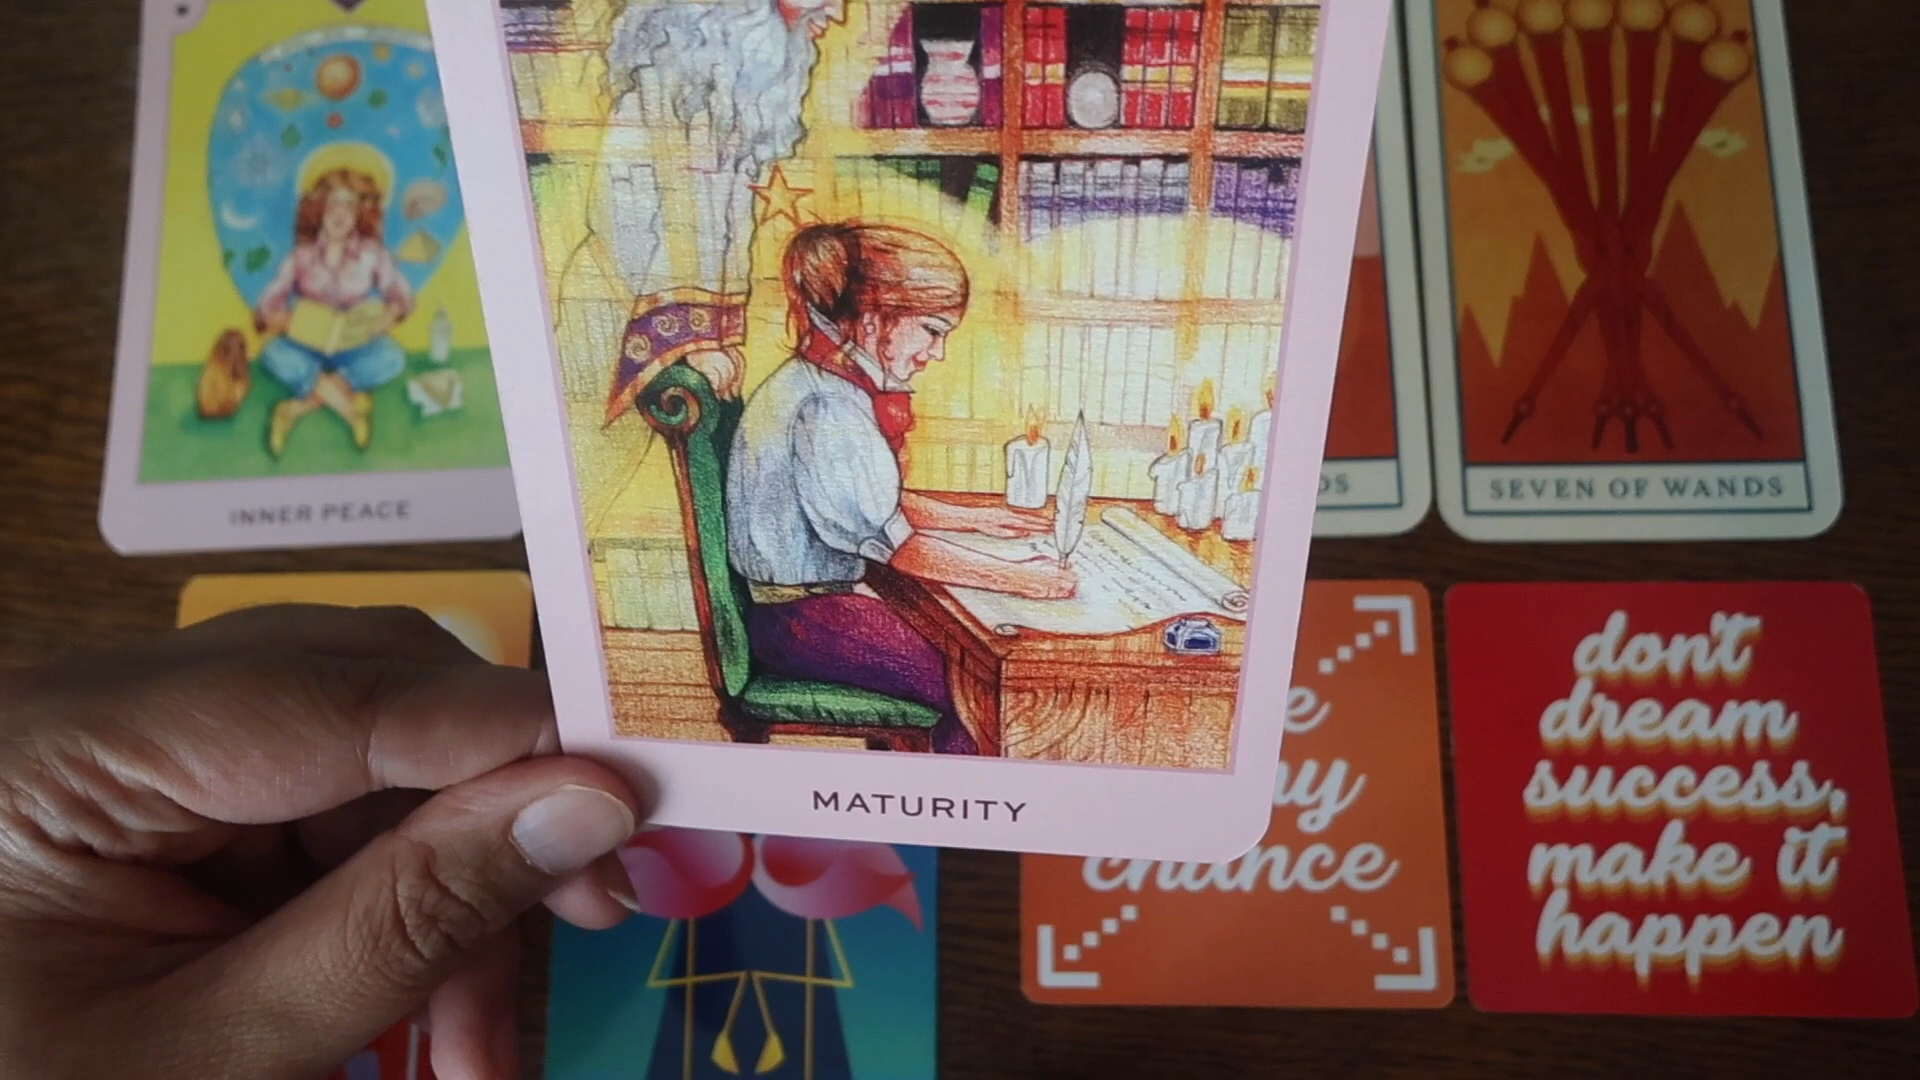 INNER PEACE
SEVEN OF WANDS
MATURITY
chance
don't
dream
success,
make it
happen